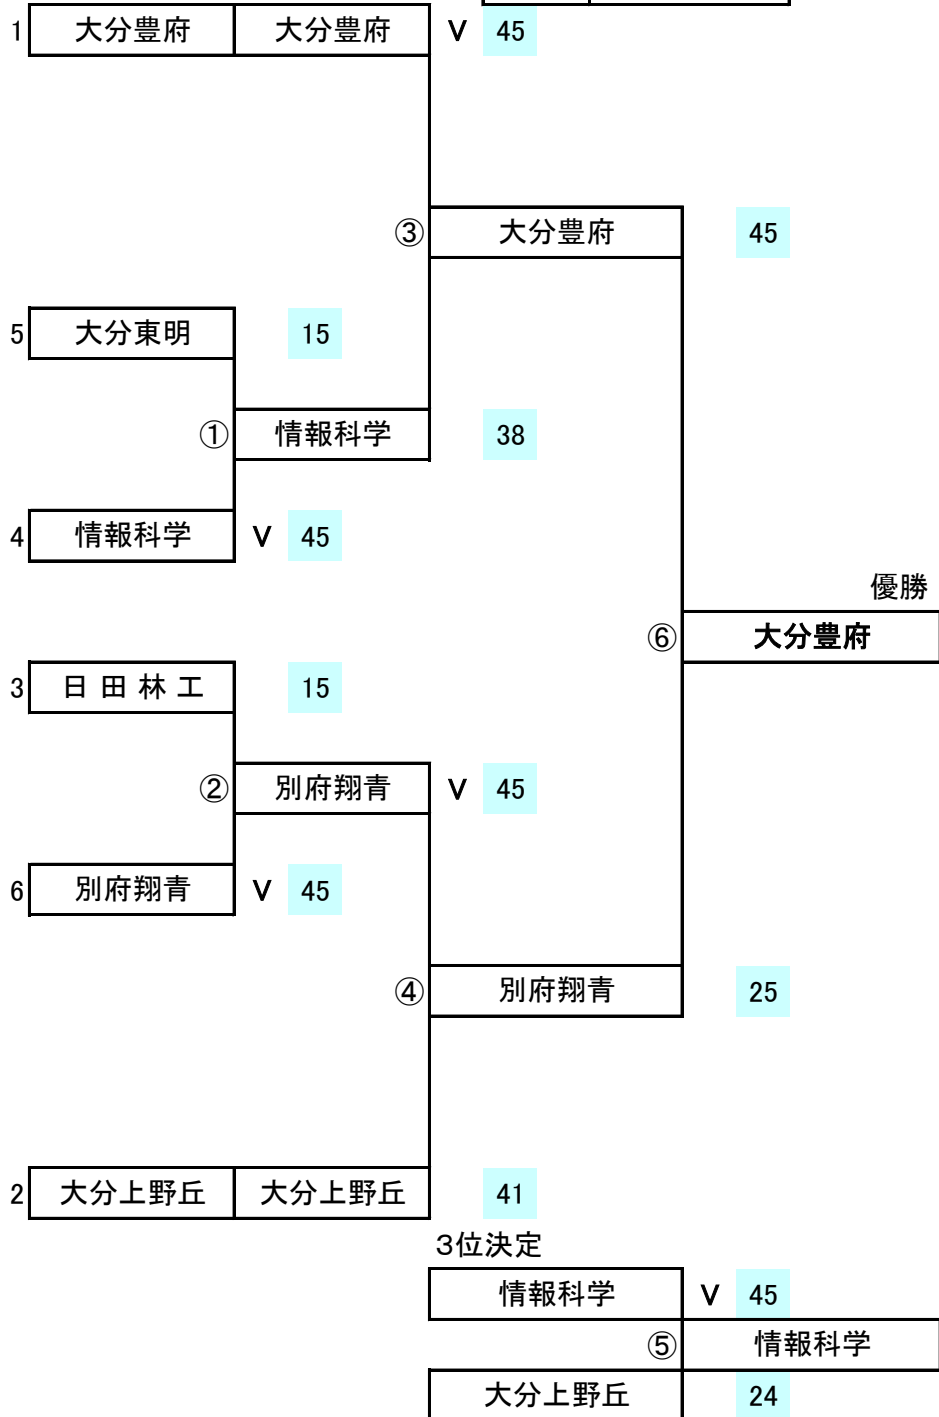 1 大分豊府 大分豊府 V 45
③ 大分豊府 45
5 大分東明 15
① 情報科学 38
4 情報科学 V 45
優勝
⑥ 大分豊府
3 日 田 林 工 15
② 別府翔青 V 45
6 別府翔青 V 45
④ 別府翔青 25
2 大分上野丘 大分上野丘 41
3位決定
情報科学 V 45
⑤ 情報科学
大分上野丘 24